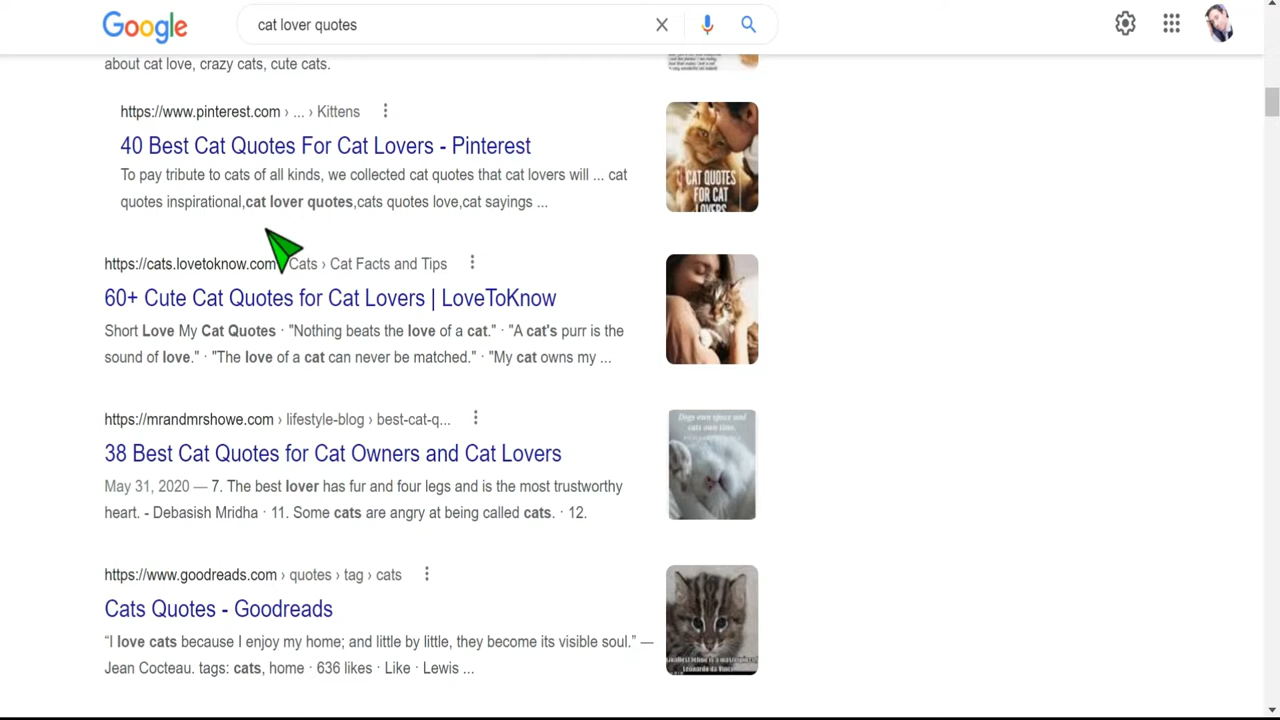 Google
cat lover quotes
about cat love, crazy cats, cute cats.
https://www.pinterest.com › ... › Kittens
40 Best Cat Quotes For Cat Lovers - Pinterest
To pay tribute to cats of all kinds, we collected cat quotes that cat lovers will ... cat
quotes inspirational,cat lover quotes,cats quotes love,cat sayings ...
CAT QUOTES
FOR CAT
LOVERS
https://cats.lovetoknow.com › Cats › Cat Facts and Tips
60+ Cute Cat Quotes for Cat Lovers | LoveToKnow
Short Love My Cat Quotes · "Nothing beats the love of a cat." · "A cat's purr is the
sound of love." · "The love of a cat can never be matched." · "My cat owns my ...
https://mrandmrshowe.com › lifestyle-blog › best-cat-q...
38 Best Cat Quotes for Cat Owners and Cat Lovers
May 31, 2020 — 7. The best lover has fur and four legs and is the most trustworthy
heart. - Debasish Mridha · 11. Some cats are angry at being called cats. · 12.
Dogs own space and
cats own time.
https://www.goodreads.com › quotes › tag › cats
Cats Quotes - Goodreads
“I love cats because I enjoy my home; and little by little, they become its visible soul.” —
Jean Cocteau. tags: cats, home · 636 likes · Like · Lewis ...